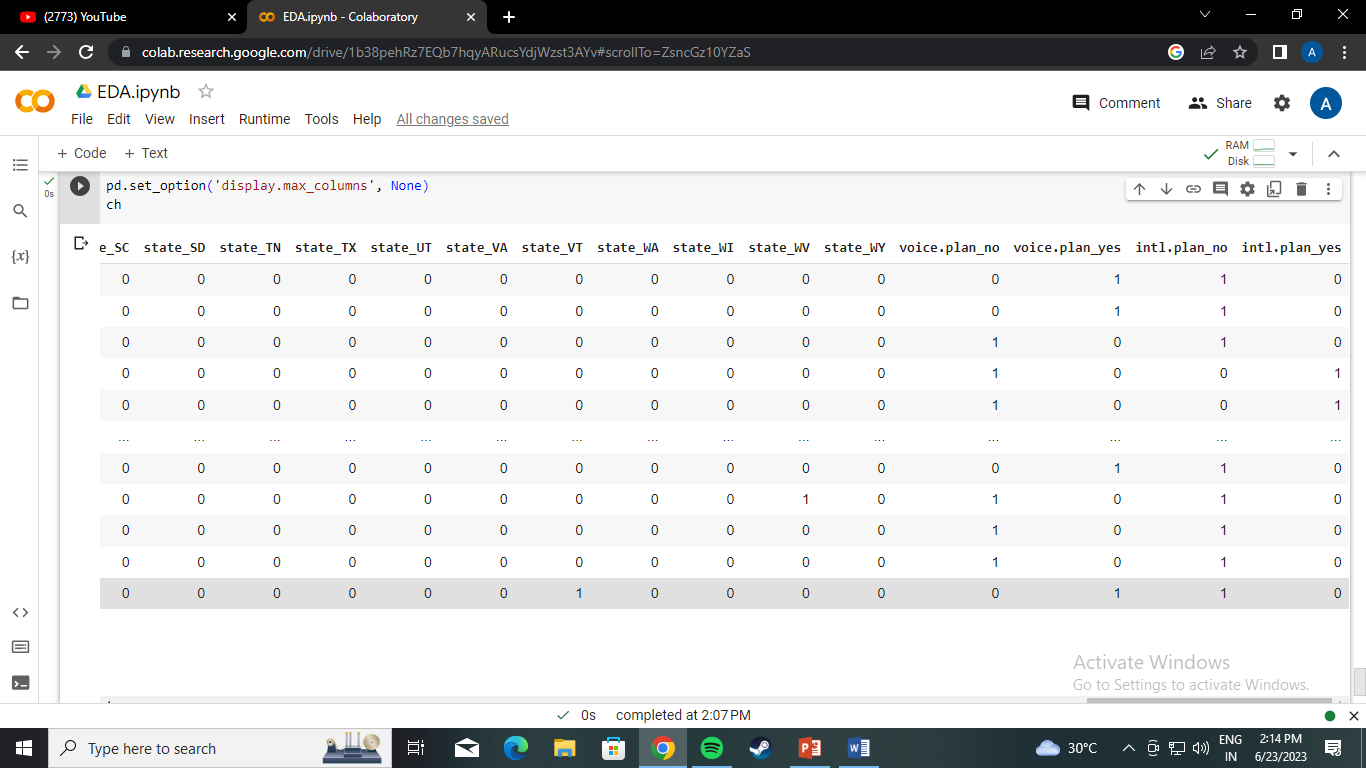 (2773) YouTube
EDA.ipynb - Colaboratory
colab.research.google.com/drive/1b38pehRz7EQb7hqyARucsYdjWzst3AYv#scrollTo=ZsncGz10YZaS
A
EDA.ipynb
Comment
Share
A
File Edit View Insert Runtime Tools Help All changes saved
+ Code + Text
RAM
Disk
0s
pd.set_option('display.max_columns', None)
ch
{x}
e_SC state_SD state_TN state_TX state_UT state_VA state_VT state_WA state_WI state_WV state_WY voice.plan_no voice.plan_yes intl.plan_no intl.plan_yes
0 0 0 0 0 0 0 0 0 0 0 0 1 1 0
0 0 0 0 0 0 0 0 0 0 0 0 1 1 0
0 0 0 0 0 0 0 0 0 0 0 1 0 1 0
0 0 0 0 0 0 0 0 0 0 0 1 0 0 1
0 0 0 0 0 0 0 0 0 0 0 1 0 0 1
... ... ... ... ... ... ... ... ... ... ... ... ... ... ...
0 0 0 0 0 0 0 0 0 0 0 0 1 1 0
0 0 0 0 0 0 0 0 0 1 0 1 0 1 0
0 0 0 0 0 0 0 0 0 0 0 1 0 1 0
0 0 0 0 0 0 0 0 0 0 0 1 0 1 0
0 0 0 0 0 0 1 0 0 0 0 0 1 1 0
Activate Windows
Go to Settings to activate Windows.
0s completed at 2:07 PM
Type here to search
30°C
ENG
IN
2:14 PM
6/23/2023